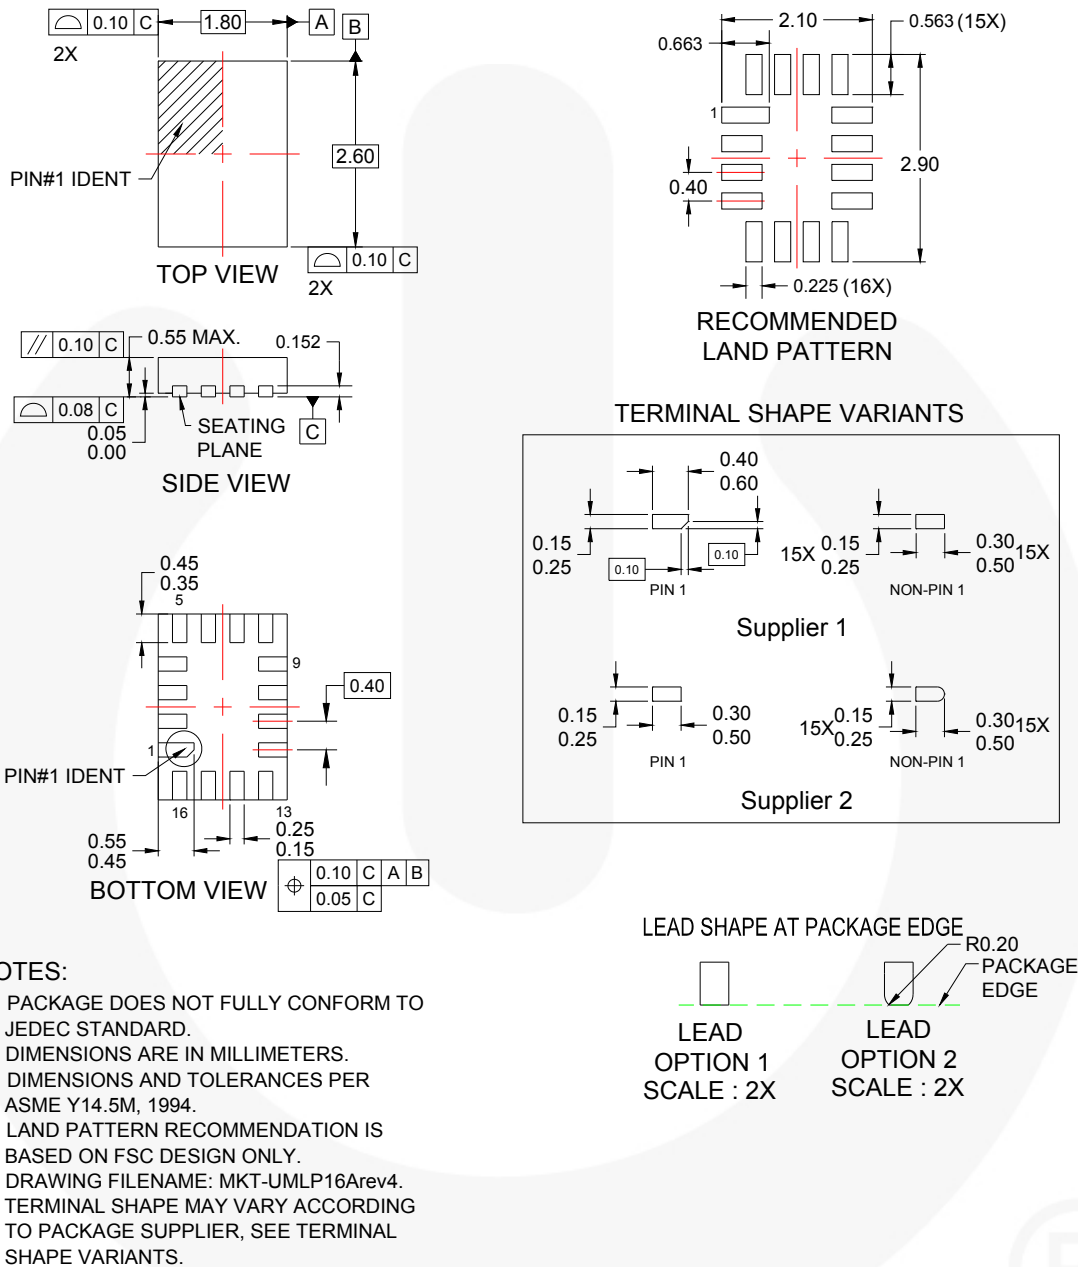 0.10 C
2X
1.80
A
B
PIN#1 IDENT
2.60
TOP VIEW
0.10 C
2X
2.10
0.563 (15X)
0.663
1
2.90
0.40
0.225 (16X)
RECOMMENDED
LAND PATTERN
// 0.10 C
0.55 MAX.
0.152
0.08 C
0.05
0.00
SEATING
PLANE
C
SIDE VIEW
TERMINAL SHAPE VARIANTS
0.40
0.60
0.15
0.25
0.10
0.10
PIN 1
15X 0.15
0.25
0.30 15X
0.50
NON-PIN 1
Supplier 1
0.15
0.25
0.30
0.50
PIN 1
15X 0.15
0.25
0.30 15X
0.50
NON-PIN 1
Supplier 2
0.45
0.35
5
9
0.40
1
PIN#1 IDENT
16
13
0.25
0.15
0.55
0.45
BOTTOM VIEW
0.10 C A B
0.05 C
LEAD SHAPE AT PACKAGE EDGE
R0.20
PACKAGE
EDGE
LEAD
OPTION 1
SCALE : 2X
LEAD
OPTION 2
SCALE : 2X
OTES:
PACKAGE DOES NOT FULLY CONFORM TO
JEDEC STANDARD.
DIMENSIONS ARE IN MILLIMETERS.
DIMENSIONS AND TOLERANCES PER
ASME Y14.5M, 1994.
LAND PATTERN RECOMMENDATION IS
BASED ON FSC DESIGN ONLY.
DRAWING FILENAME: MKT-UMLP16Arev4.
TERMINAL SHAPE MAY VARY ACCORDING
TO PACKAGE SUPPLIER, SEE TERMINAL
SHAPE VARIANTS.